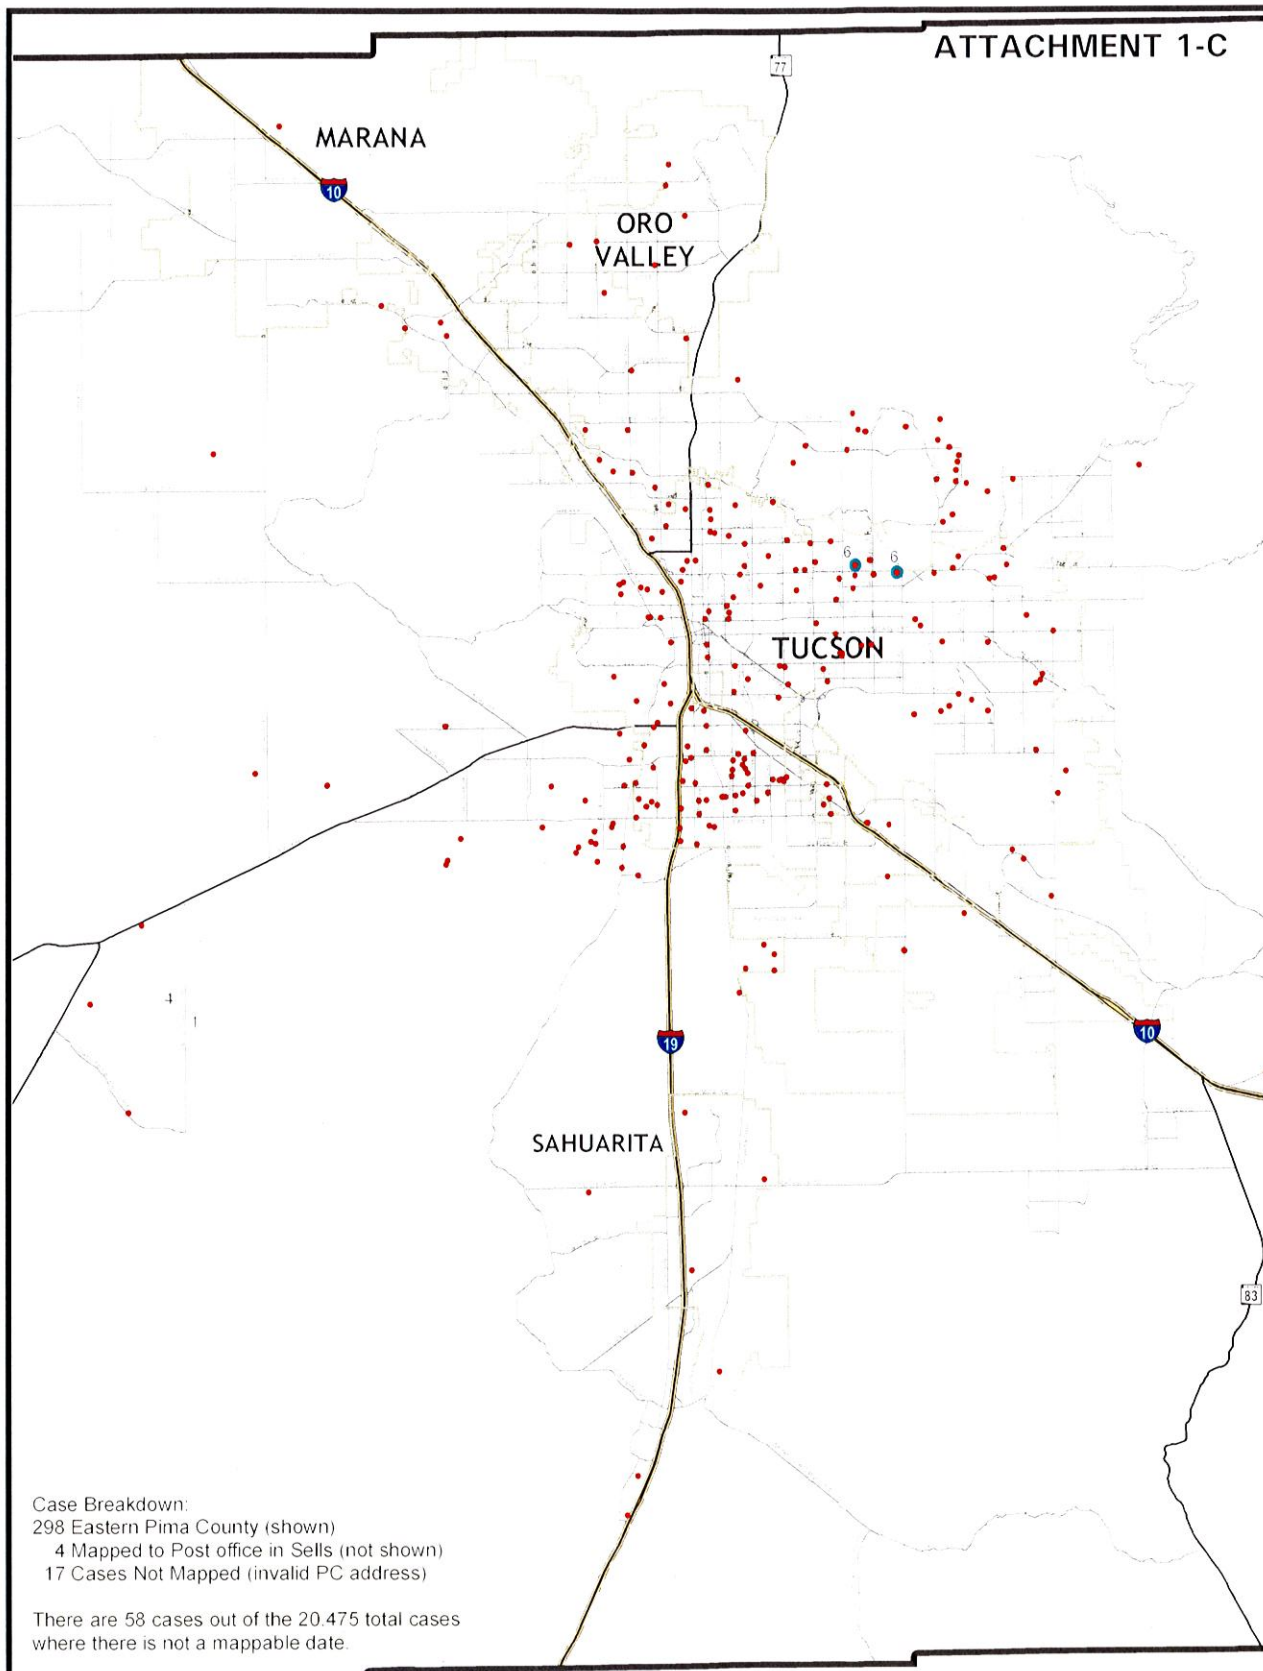 ATTACHMENT 1-C
77
MARANA
10
ORO
VALLEY
6 6
TUCSON
10
19
SAHUARITA
83
Case Breakdown:
298 Eastern Pima County (shown)
4 Mapped to Post office in Sells (not shown)
17 Cases Not Mapped (invalid PC address)
There are 58 cases out of the 20,475 total cases
where there is not a mappable date.